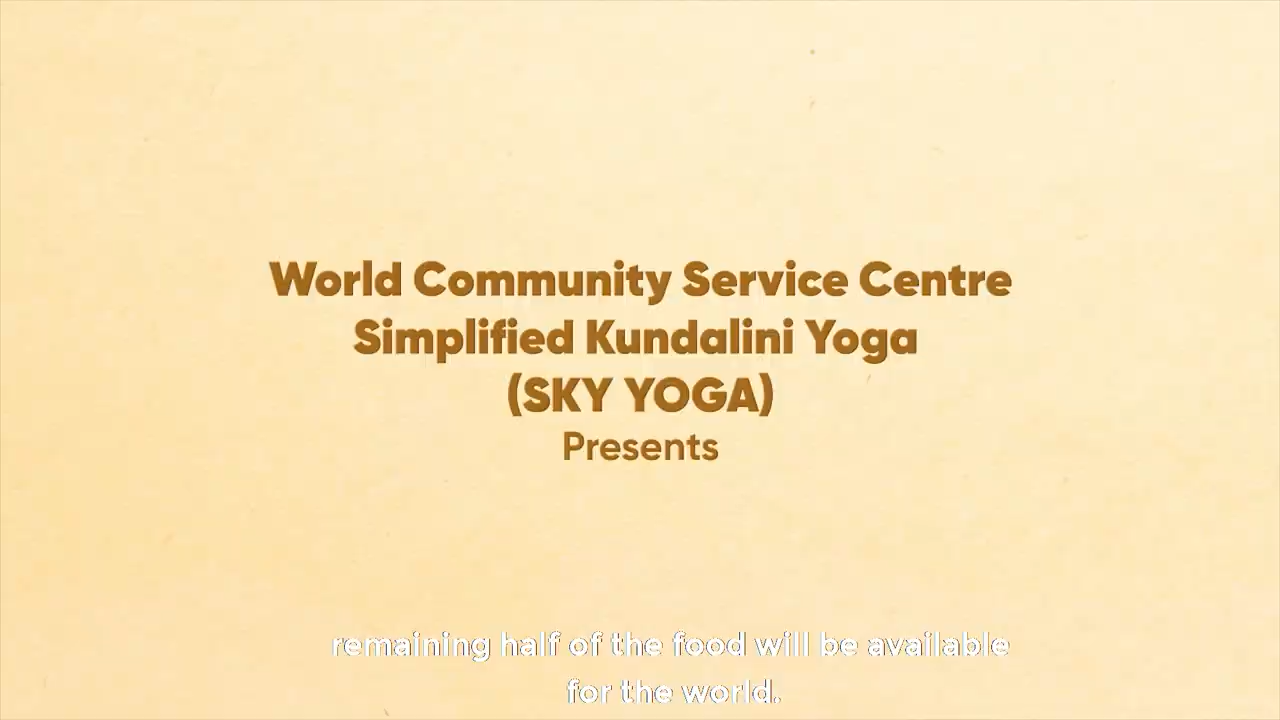 World Community Service Centre
Simplified Kundalini Yoga
(SKY YOGA)
Presents
remaining half of the food will be available
for the world.